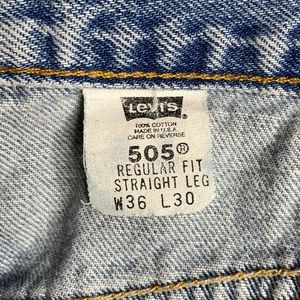 Levi's
100% COTTON
MADE IN U.S.A.
CARE ON REVERSE
505®
REGULAR FIT
STRAIGHT LEG
W36 L30